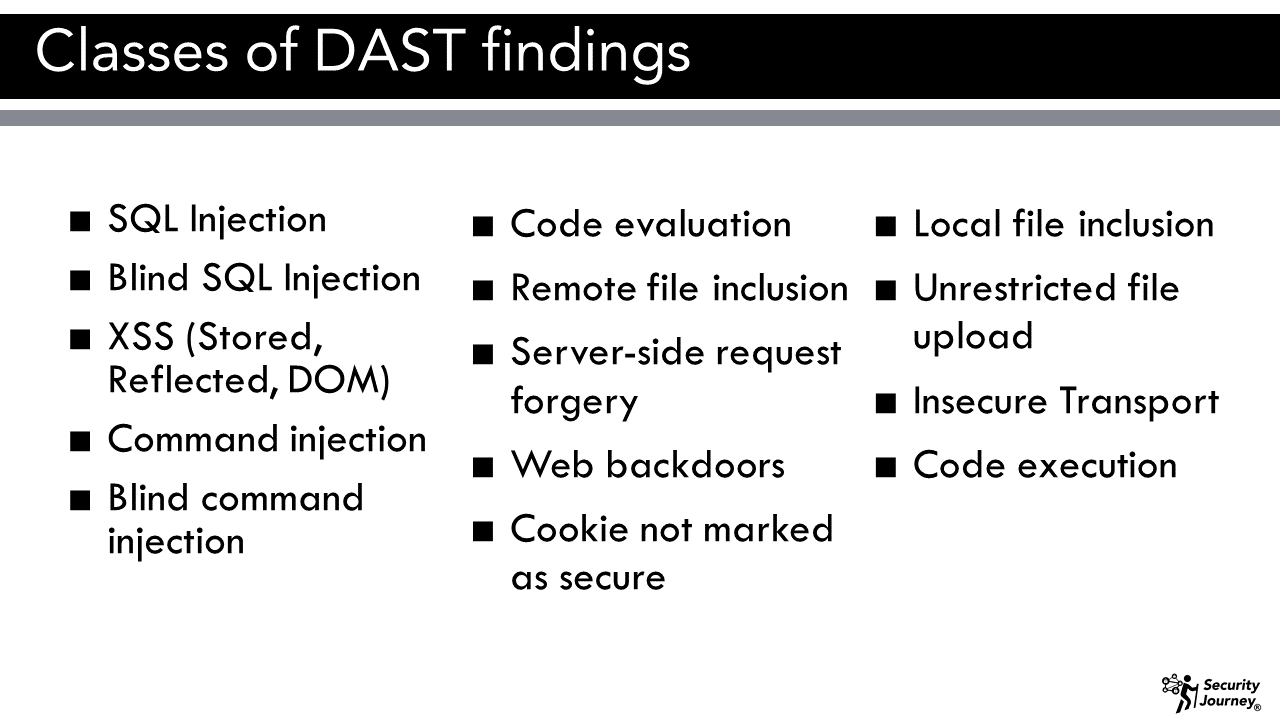 Classes of DAST findings
■ SQL Injection
■ Blind SQL Injection
■ XSS (Stored,
Reflected, DOM)
■ Command injection
■ Blind command
injection
■ Code evaluation
■ Remote file inclusion
■ Server-side request
forgery
■ Web backdoors
■ Cookie not marked
as secure
■ Local file inclusion
■ Unrestricted file
upload
■ Insecure Transport
■ Code execution
Security
Journey®